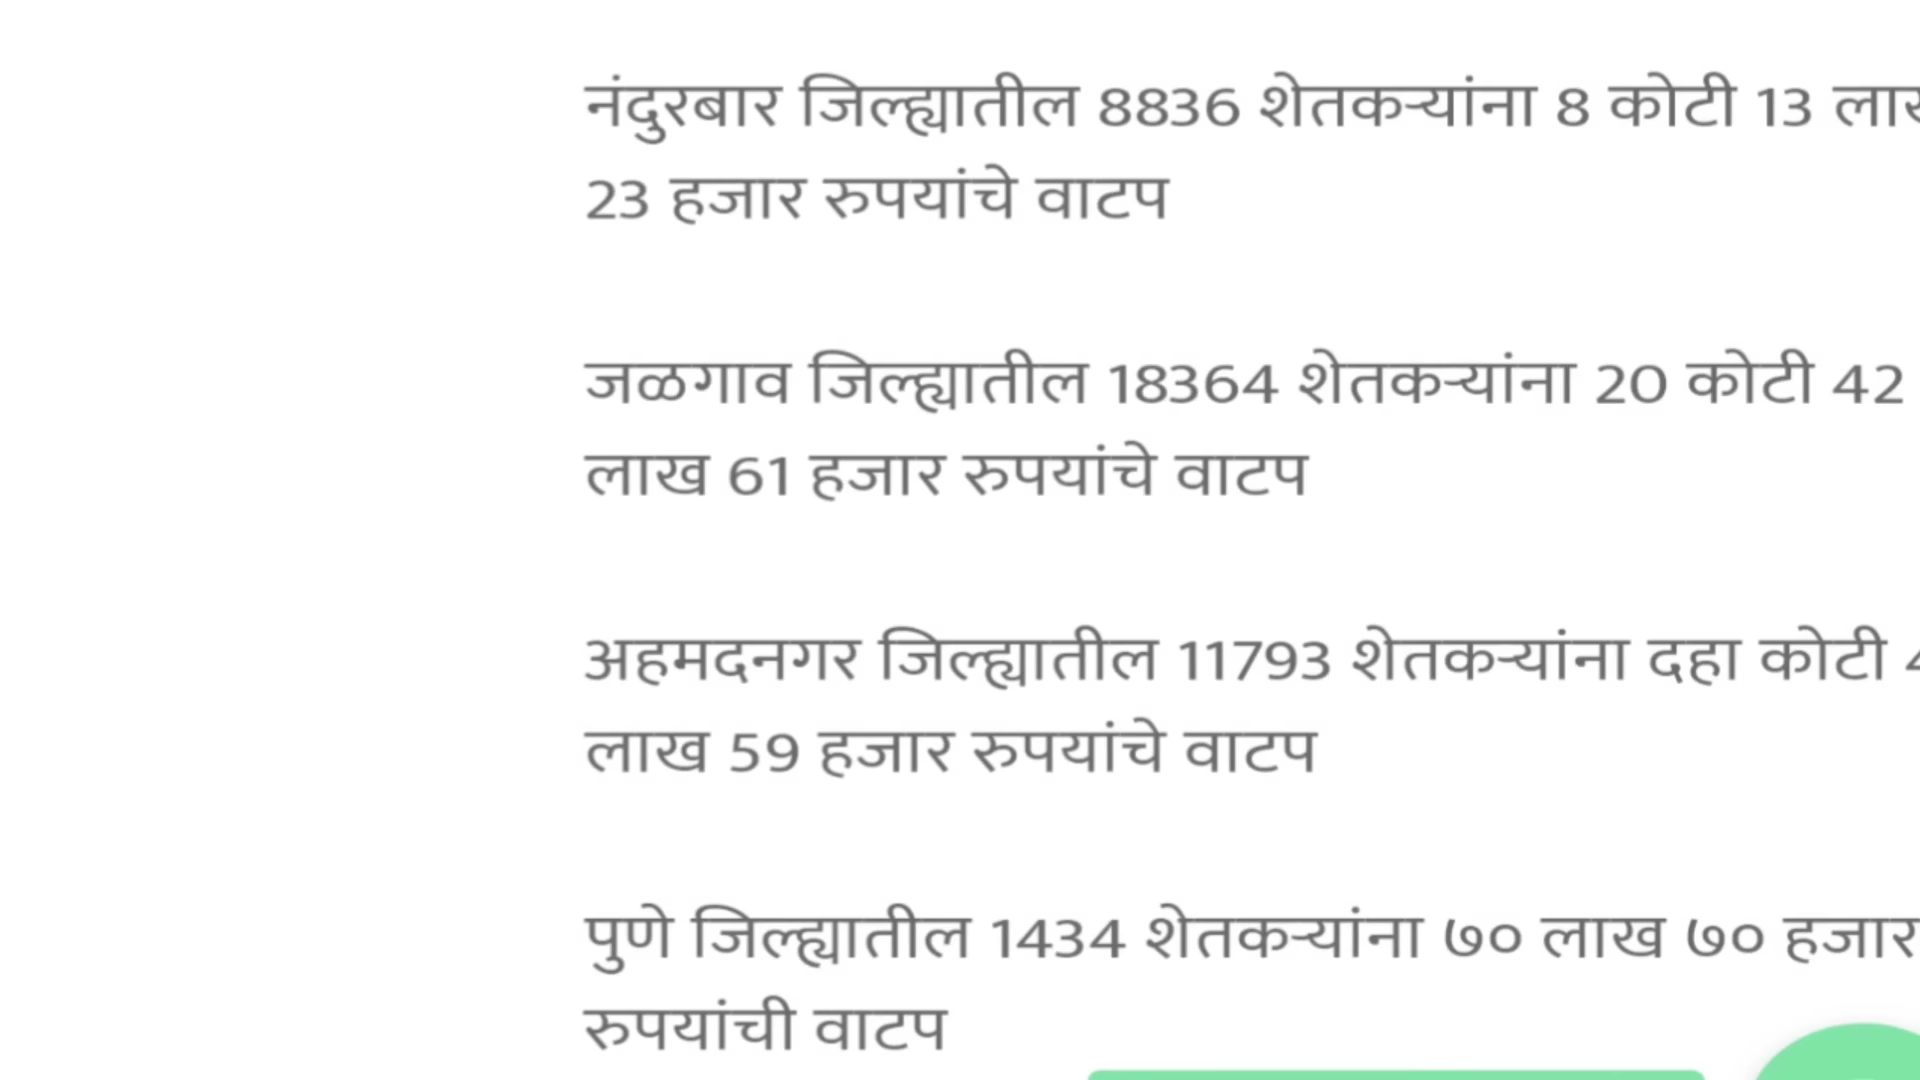 नंदुरबार जिल्ह्यातील 8836 शेतकऱ्यांना 8 कोटी 13
23 हजार रुपयांचे वाटप
जळगाव जिल्ह्यातील 18364 शेतकऱ्यांना 20 कोटी 42
लाख 61 हजार रुपयांचे वाटप
अहमदनगर जिल्ह्यातील 11793 शेतकऱ्यांना दहा कोटी
लाख 59 हजार रुपयांचे वाटप
पुणे जिल्ह्यातील 1434 शेतकऱ्यांना ७० लाख ७० हजार
रुपयांची वाटप